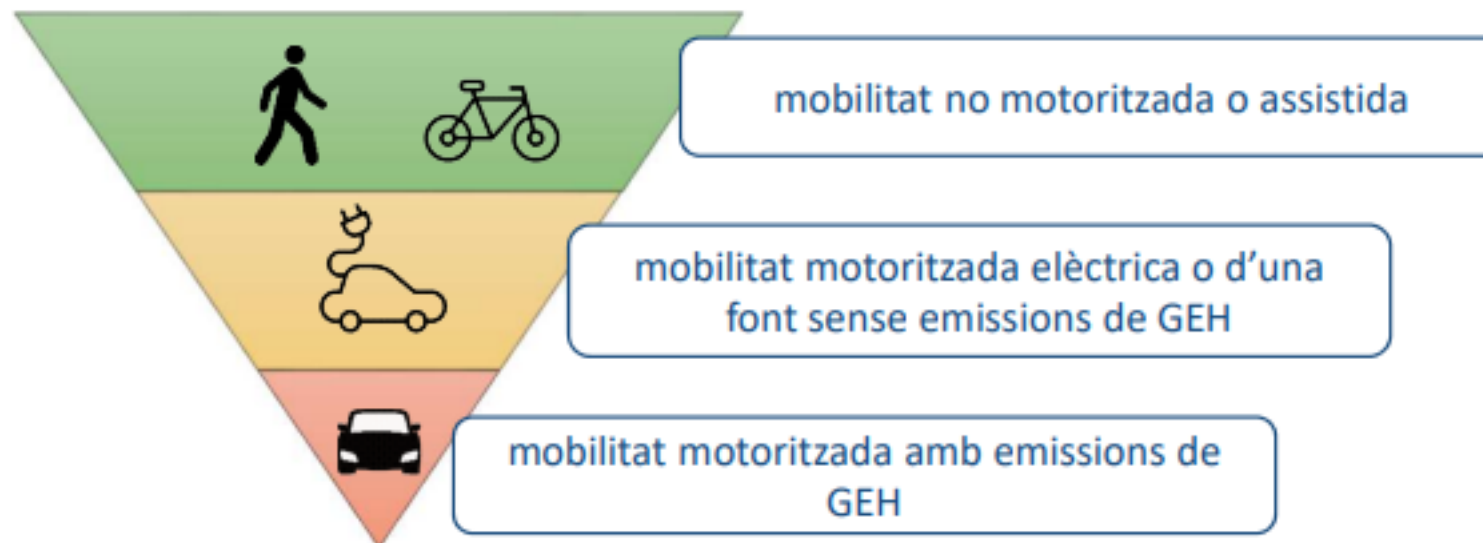 mobilitat no motoritzada o assistida
mobilitat motoritzada elèctrica o d’una
font sense emissions de GEH
mobilitat motoritzada amb emissions de
GEH